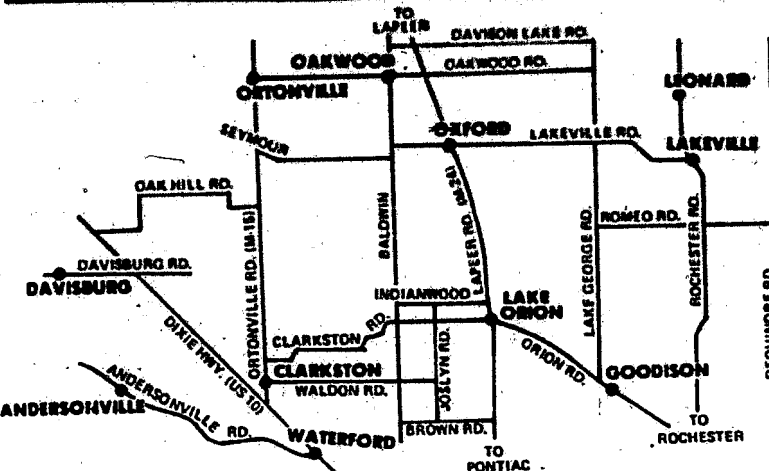 TO
LAPEER
DAVISON LAKE RD.
OAKWOOD
OAKWOOD RD.
ORTONVILLE
LEONARD
SEYMOUR
OXFORD
LAKEVILLE RD.
LAKEVILLE
OAK HILL RD.
ORTONVILLE RD. (M-15)
BALDWIN
LAPEER RD. (M-24)
LAKE GEORGE RD.
ROMEO RD.
ROCHESTER RD.
DAVISBURG RD.
DAVISBURG
DIXIE HWY. (US 10)
INDIANWOOD
LAKE
ORION
CLARKSTON RD.
JOSLYN RD.
ORION RD.
CLARKSTON
WALDON RD.
GOODISON
ANDERSONVILLE RD.
ANDERSONVILLE
BROWN RD.
WATERFORD
TO
PONTIAC
TO
ROCHESTER